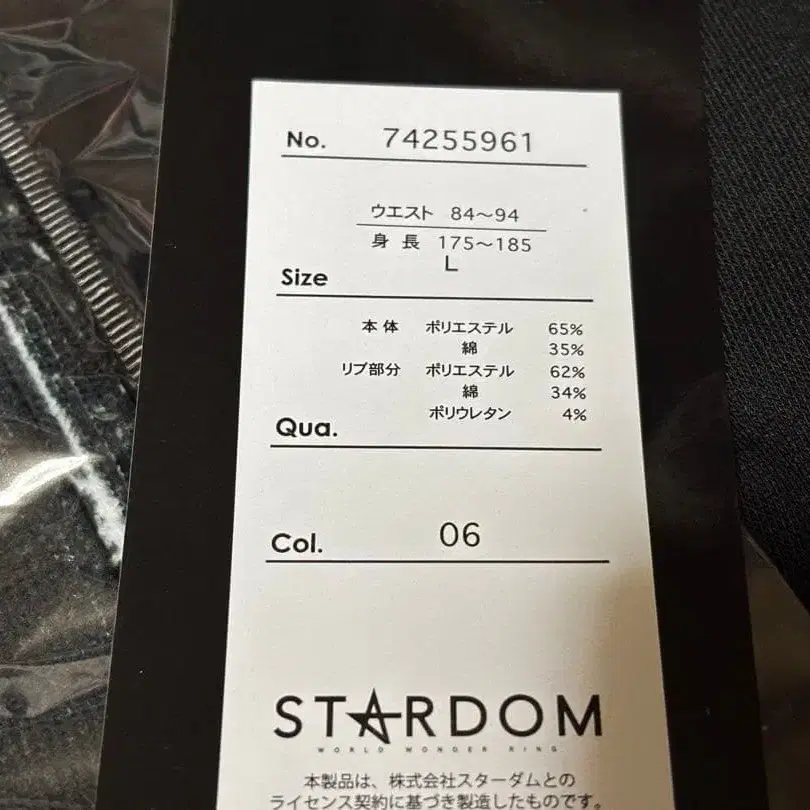 No. 74255961
ウエスト 84～94
身長 175～185
L
Size
本体 ポリエステル 65%
綿 35%
リブ部分 ポリエステル 62%
綿 34%
ポリウレタン 4%
Qua.
Col. 06
STARDOM
WORLD WONDER RING
本製品は、株式会社スターダムとの
ライセンス契約に基づき製造したものです。